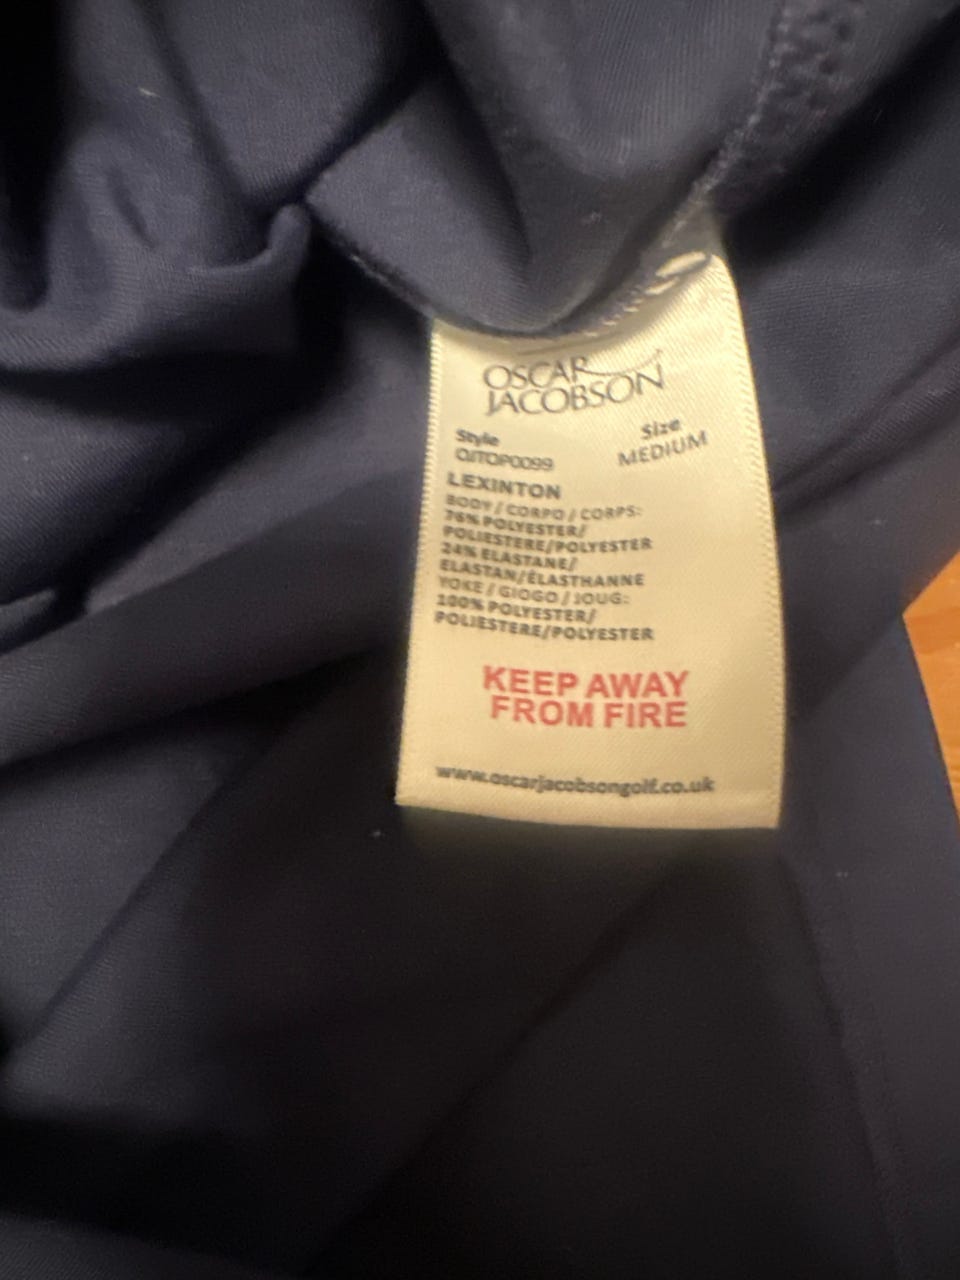 OSCAR
JACOBSON
Style
OJTOP0099
Size
MEDIUM
LEXINTON
BODY / CORPO / CORPS:
76% POLYESTER/
POLIESTERE/POLYESTER
24% ELASTANE/
ELASTAN/ÉLASTHANNE
YOKE / GIOGO / JOUG:
100% POLYESTER/
POLIESTERE/POLYESTER
KEEP AWAY
FROM FIRE
www.oscarjacobsongolf.co.uk